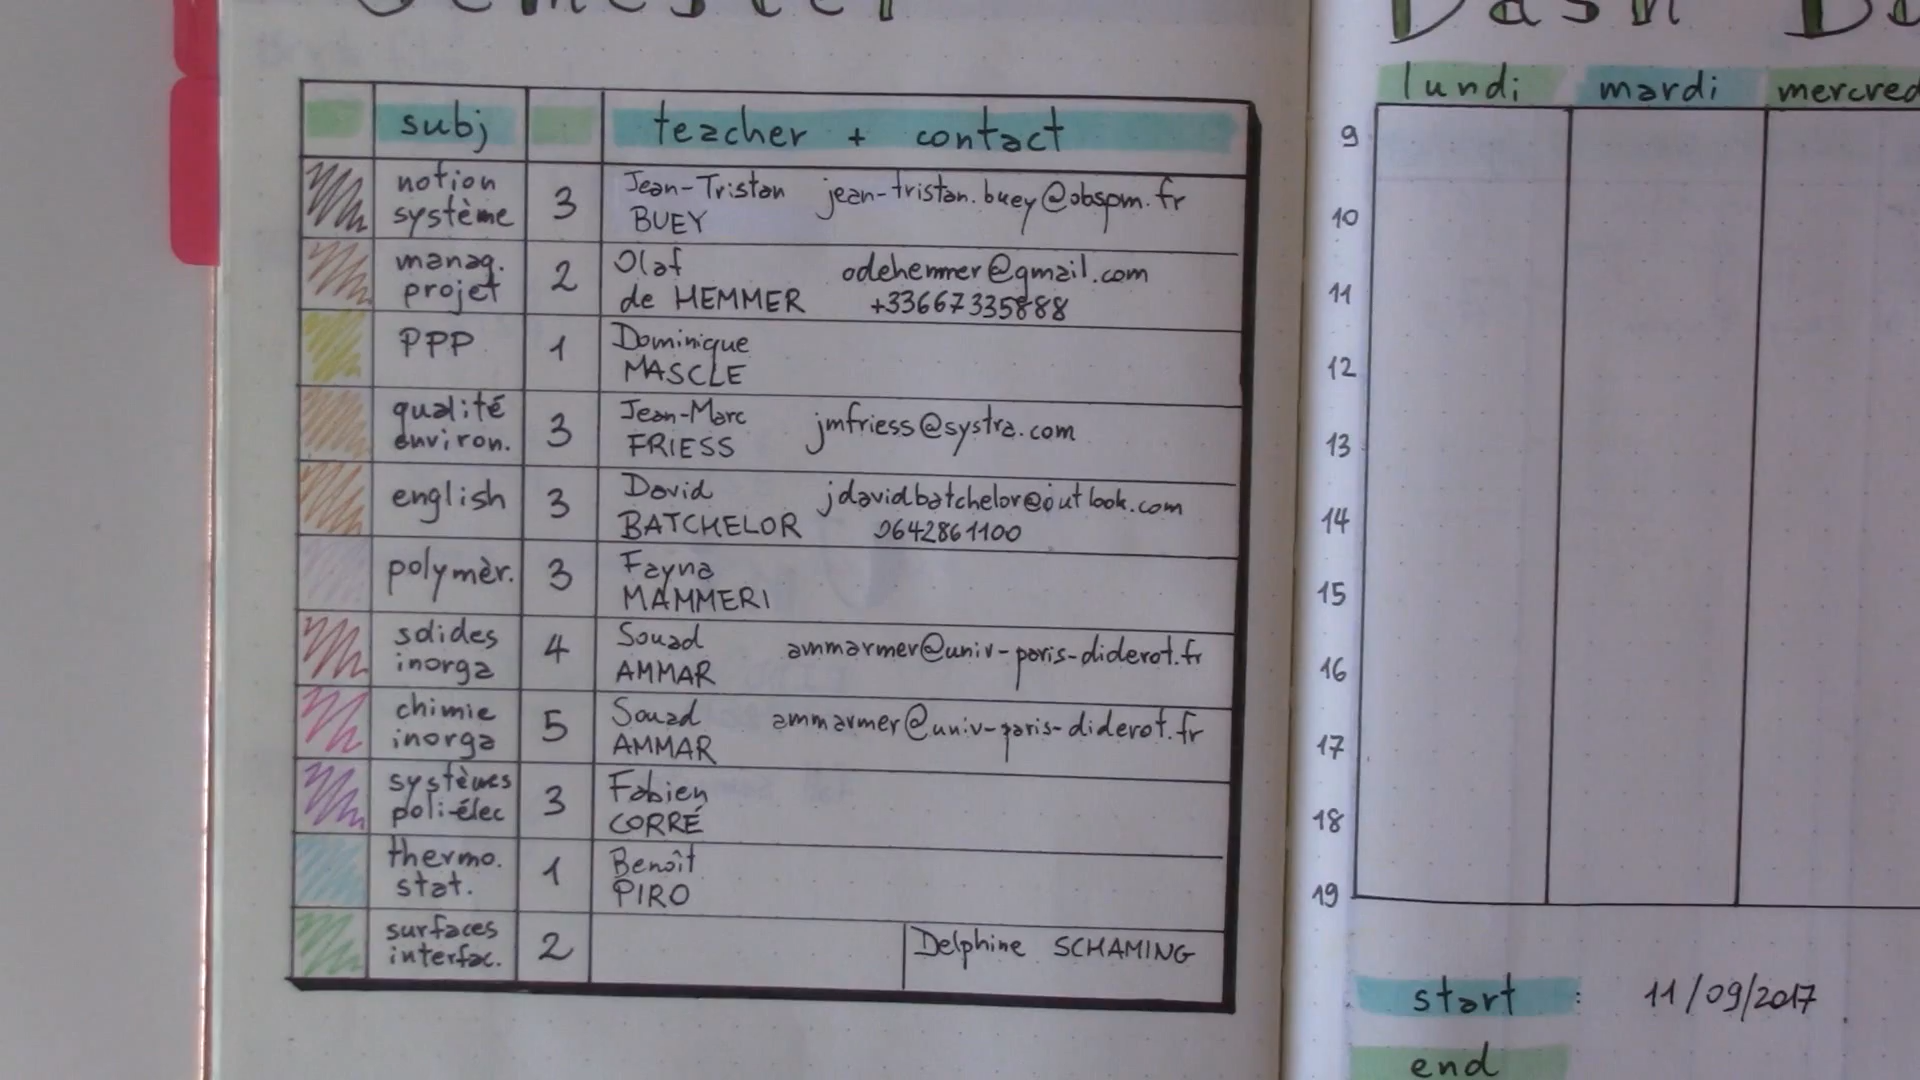 Semester
subj teacher + contact
notion système 3 Jean-Tristan BUEY jean-tristan.buey@obspm.fr
manag. projet 2 Olaf de HEMMER odehemmer@gmail.com +33667335888
PPP 1 Dominique MASCLE
qualité environ. 3 Jean-Marc FRIESS jmfriess@systra.com
english 3 David BATCHELOR jdavidbatchelor@outlook.com 0642861100
polymèr. 3 Fayna MAMMERI
solides inorga 4 Souad AMMAR ammarmer@univ-paris-diderot.fr
chimie inorga 5 Souad AMMAR ammarmer@univ-paris-diderot.fr
systèmes poli-élec 3 Fabien CORRÉ
thermo. stat. 1 Benoît PIRO
surfaces interfac. 2 Delphine SCHAMING
Dash
lundi mardi mercred
9
10
11
12
13
14
15
16
17
18
19
start : 11/09/2017
end